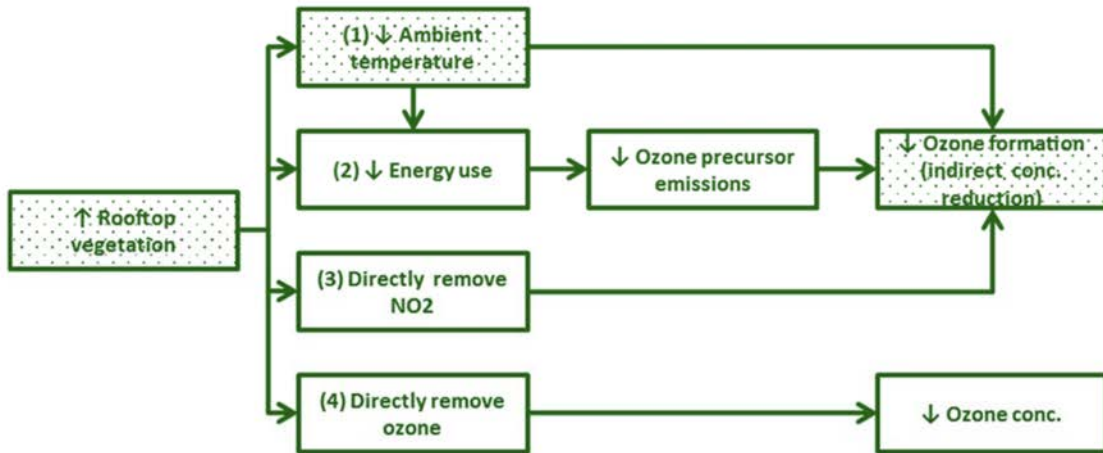 (1) ↓ Ambient
temperature
(2) ↓ Energy use
↓ Ozone precursor
emissions
↓ Ozone formation
(indirect conc.
reduction)
↑ Rooftop
vegetation
(3) Directly remove
NO2
(4) Directly remove
ozone
↓ Ozone conc.